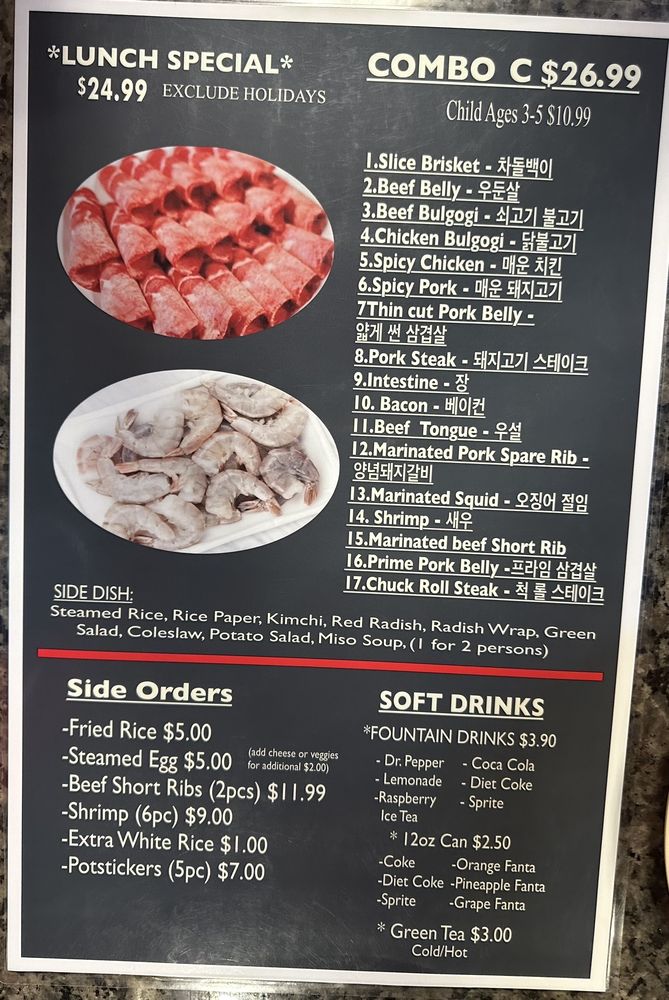 *LUNCH SPECIAL*
$24.99 EXCLUDE HOLIDAYS
COMBO C $26.99
Child Ages 3-5 $10.99
1.Slice Brisket - 차돌백이
2.Beef Belly - 우둔살
3.Beef Bulgogi - 쇠고기 불고기
4.Chicken Bulgogi - 닭불고기
5.Spicy Chicken - 매운 치킨
6.Spicy Pork - 매운 돼지고기
7Thin cut Pork Belly -
얇게 썬 삼겹살
8.Pork Steak - 돼지고기 스테이크
9.Intestine - 장
10. Bacon - 베이컨
11.Beef Tongue - 우설
12.Marinated Pork Spare Rib -
양념돼지갈비
13.Marinated Squid - 오징어 절임
14. Shrimp - 새우
15.Marinated beef Short Rib
16.Prime Pork Belly -프라임 삼겹살
17.Chuck Roll Steak - 척 롤 스테이크
SIDE DISH:
Steamed Rice, Rice Paper, Kimchi, Red Radish, Radish Wrap, Green
Salad, Coleslaw, Potato Salad, Miso Soup, (1 for 2 persons)
Side Orders
-Fried Rice $5.00
-Steamed Egg $5.00 (add cheese or veggies
for additional $2.00)
-Beef Short Ribs (2pcs) $11.99
-Shrimp (6pc) $9.00
-Extra White Rice $1.00
-Potstickers (5pc) $7.00
SOFT DRINKS
*FOUNTAIN DRINKS $3.90
- Dr. Pepper - Coca Cola
- Lemonade - Diet Coke
-Raspberry - Sprite
Ice Tea
* 12oz Can $2.50
-Coke -Orange Fanta
-Diet Coke -Pineapple Fanta
-Sprite -Grape Fanta
* Green Tea $3.00
Cold/Hot